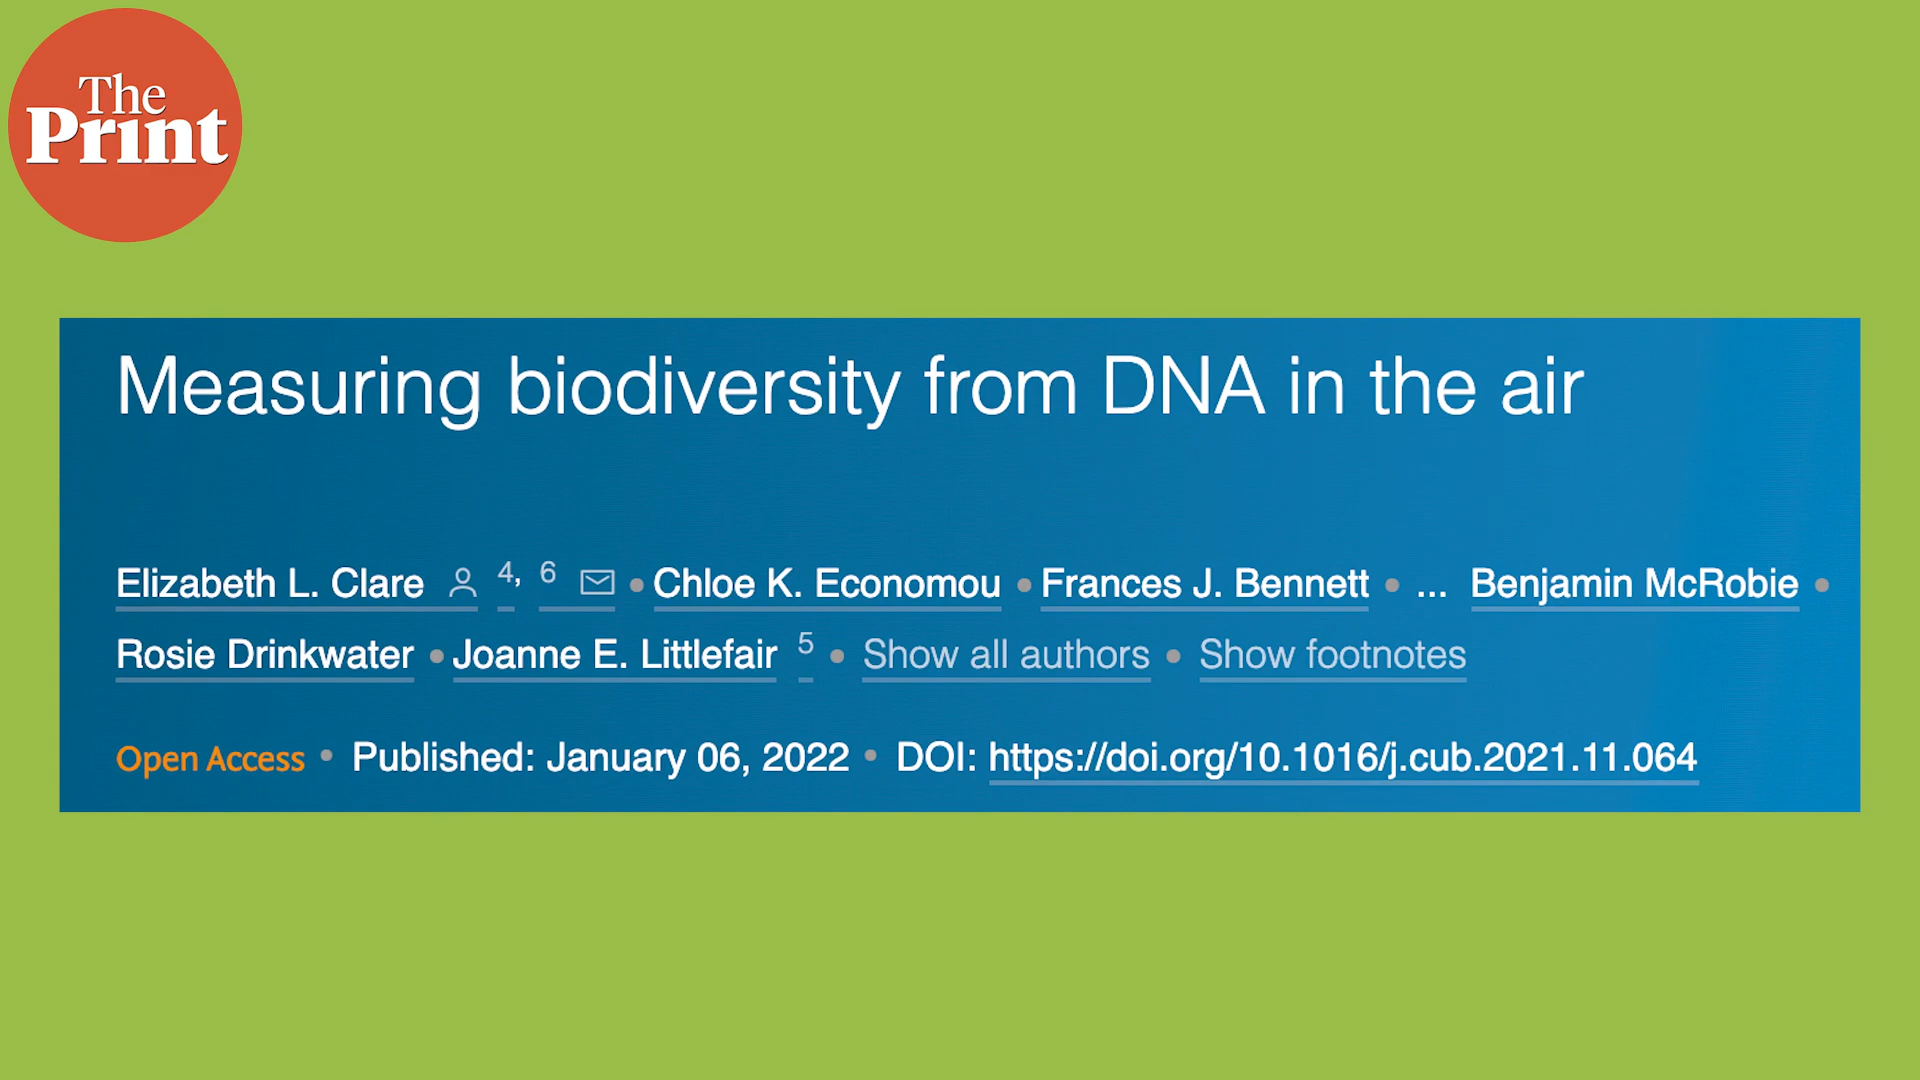 The
Print
Measuring biodiversity from DNA in the air
Elizabeth L. Clare 4, 6 • Chloe K. Economou • Frances J. Bennett • ... Benjamin McRobie •
Rosie Drinkwater • Joanne E. Littlefair 5 • Show all authors • Show footnotes
Open Access • Published: January 06, 2022 • DOI: https://doi.org/10.1016/j.cub.2021.11.064